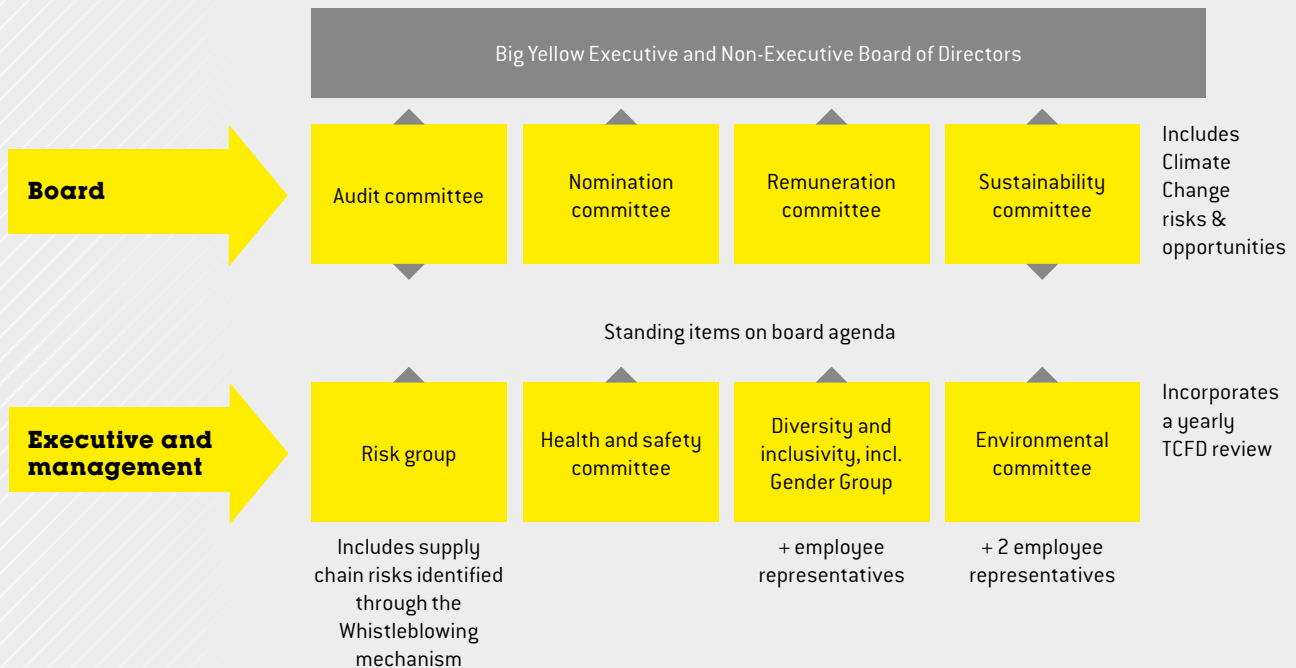 Big Yellow Executive and Non-Executive Board of Directors
Board
Audit committee
Nomination
committee
Remuneration
committee
Sustainability
committee
Includes
Climate
Change
risks &
opportunities
Standing items on board agenda
Executive and
management
Risk group
Health and safety
committee
Diversity and
inclusivity, incl.
Gender Group
Environmental
committee
Incorporates
a yearly
TCFD review
Includes supply
chain risks identified
through the
Whistleblowing
mechanism
+ employee
representatives
+ 2 employee
representatives